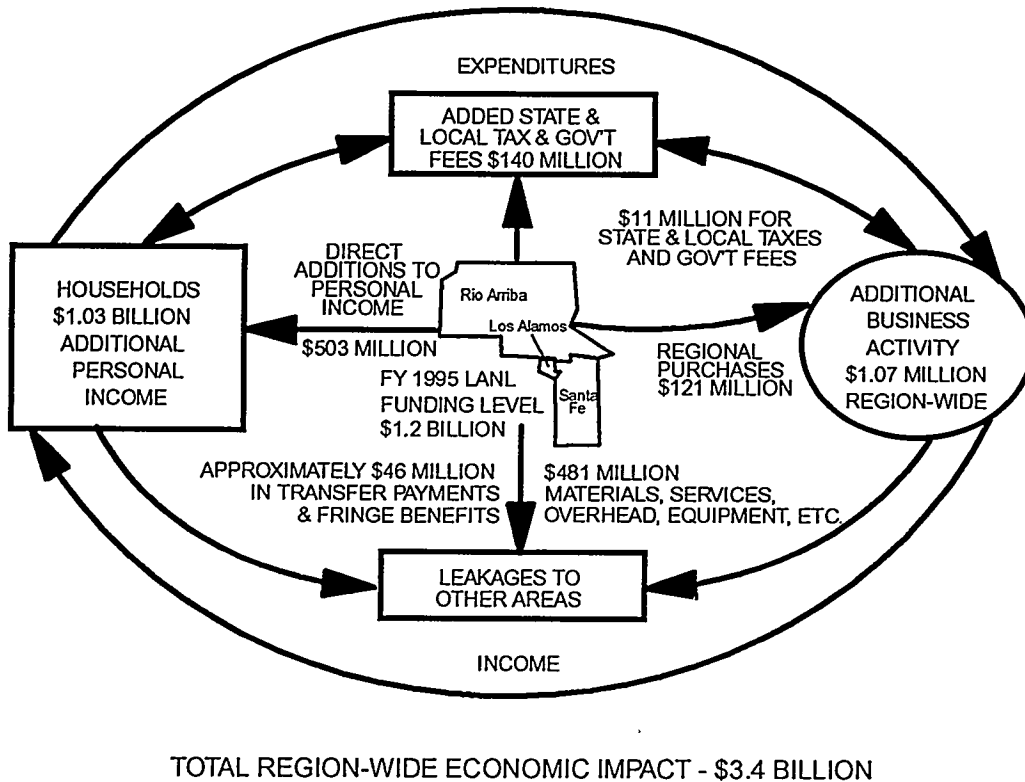 EXPENDITURES
ADDED STATE &
LOCAL TAX & GOV'T
FEES $140 MILLION
$11 MILLION FOR
STATE & LOCAL TAXES
AND GOV'T FEES
DIRECT
ADDITIONS TO
PERSONAL
INCOME
$503 MILLION
HOUSEHOLDS
$1.03 BILLION
ADDITIONAL
PERSONAL
INCOME
Rio Arriba
Los Alamos
Santa
Fe
FY 1995 LANL
FUNDING LEVEL
$1.2 BILLION
REGIONAL
PURCHASES
$121 MILLION
ADDITIONAL
BUSINESS
ACTIVITY
$1.07 MILLION
REGION-WIDE
APPROXIMATELY $46 MILLION
IN TRANSFER PAYMENTS
& FRINGE BENEFITS
$481 MILLION
MATERIALS, SERVICES,
OVERHEAD, EQUIPMENT, ETC.
LEAKAGES TO
OTHER AREAS
INCOME
TOTAL REGION-WIDE ECONOMIC IMPACT - $3.4 BILLION